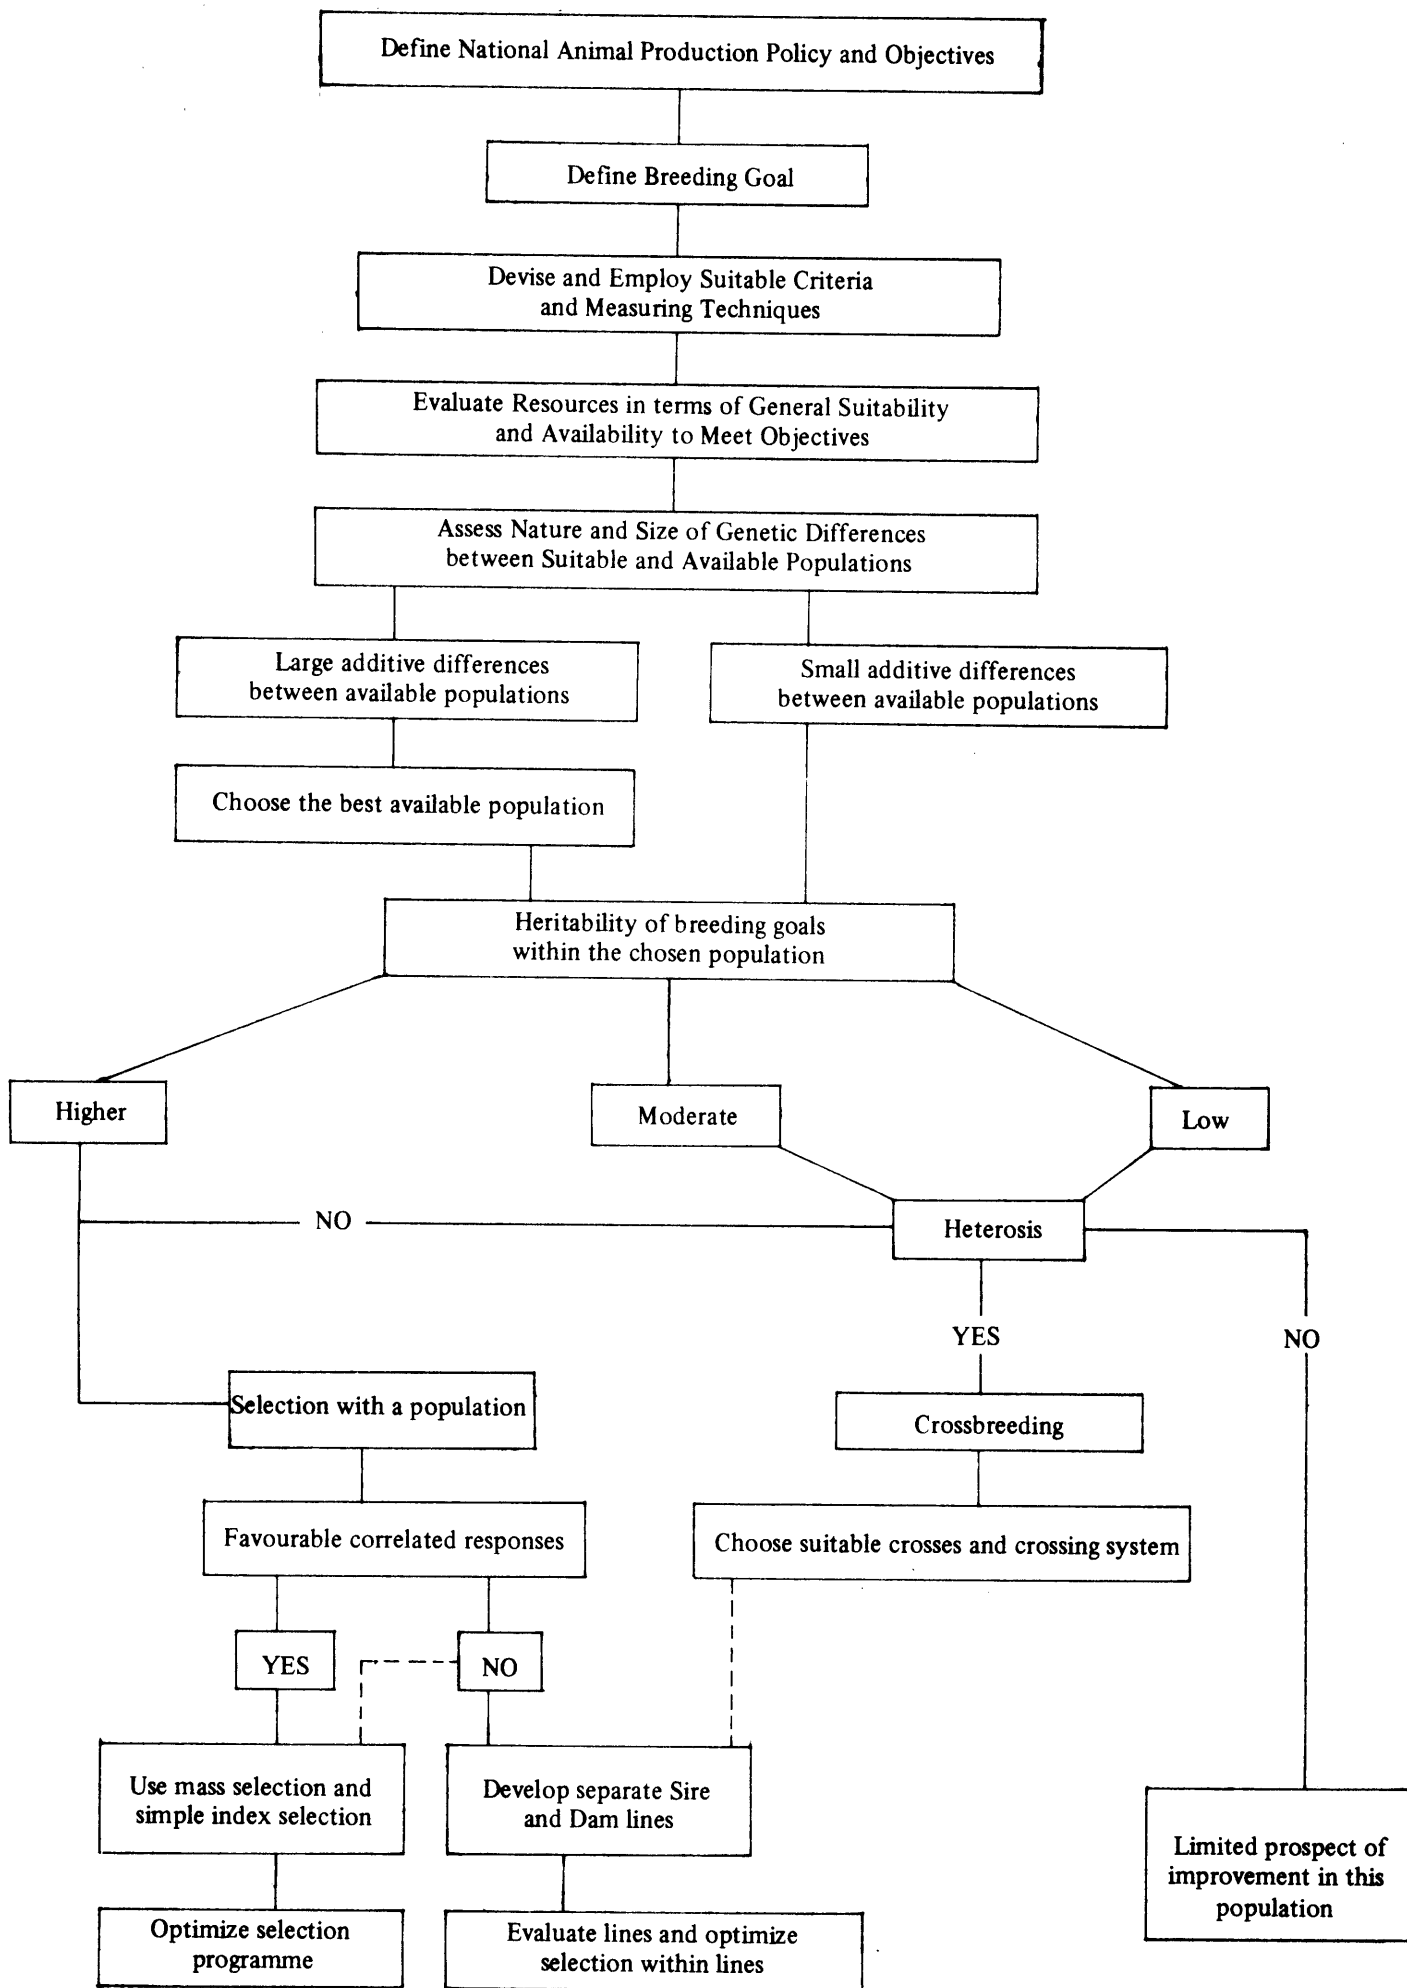 Define National Animal Production Policy and Objectives
Define Breeding Goal
Devise and Employ Suitable Criteria
and Measuring Techniques
Evaluate Resources in terms of General Suitability
and Availability to Meet Objectives
Assess Nature and Size of Genetic Differences
between Suitable and Available Populations
Large additive differences
between available populations
Small additive differences
between available populations
Choose the best available population
Heritability of breeding goals
within the chosen population
Higher
Moderate
Low
NO
Heterosis
YES
NO
Selection with a population
Crossbreeding
Favourable correlated responses
Choose suitable crosses and crossing system
YES
NO
Use mass selection and
simple index selection
Develop separate Sire
and Dam lines
Limited prospect of
improvement in this
population
Optimize selection
programme
Evaluate lines and optimize
selection within lines